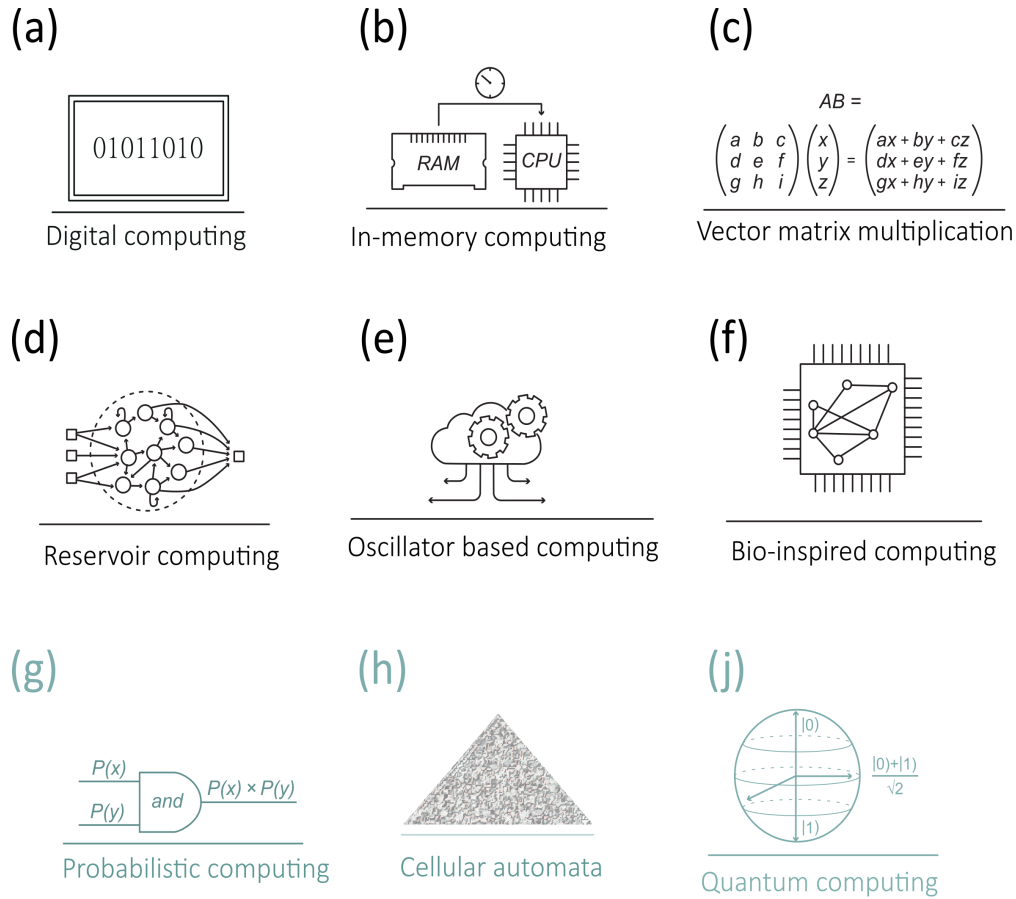 (a)
01011010
Digital computing
(b)
RAM
CPU
In-memory computing
(c)
AB =
( a b c ) ( x ) ( ax + by + cz )
( d e f ) ( y ) = ( dx + ey + fz )
( g h i ) ( z ) ( gx + hy + iz )
Vector matrix multiplication
(d)
Reservoir computing
(e)
Oscillator based computing
(f)
Bio-inspired computing
(g)
P(x)
P(y)
and
P(x) × P(y)
Probabilistic computing
(h)
Cellular automata
(j)
|0)
|0)+|1)
√2
|1)
Quantum computing